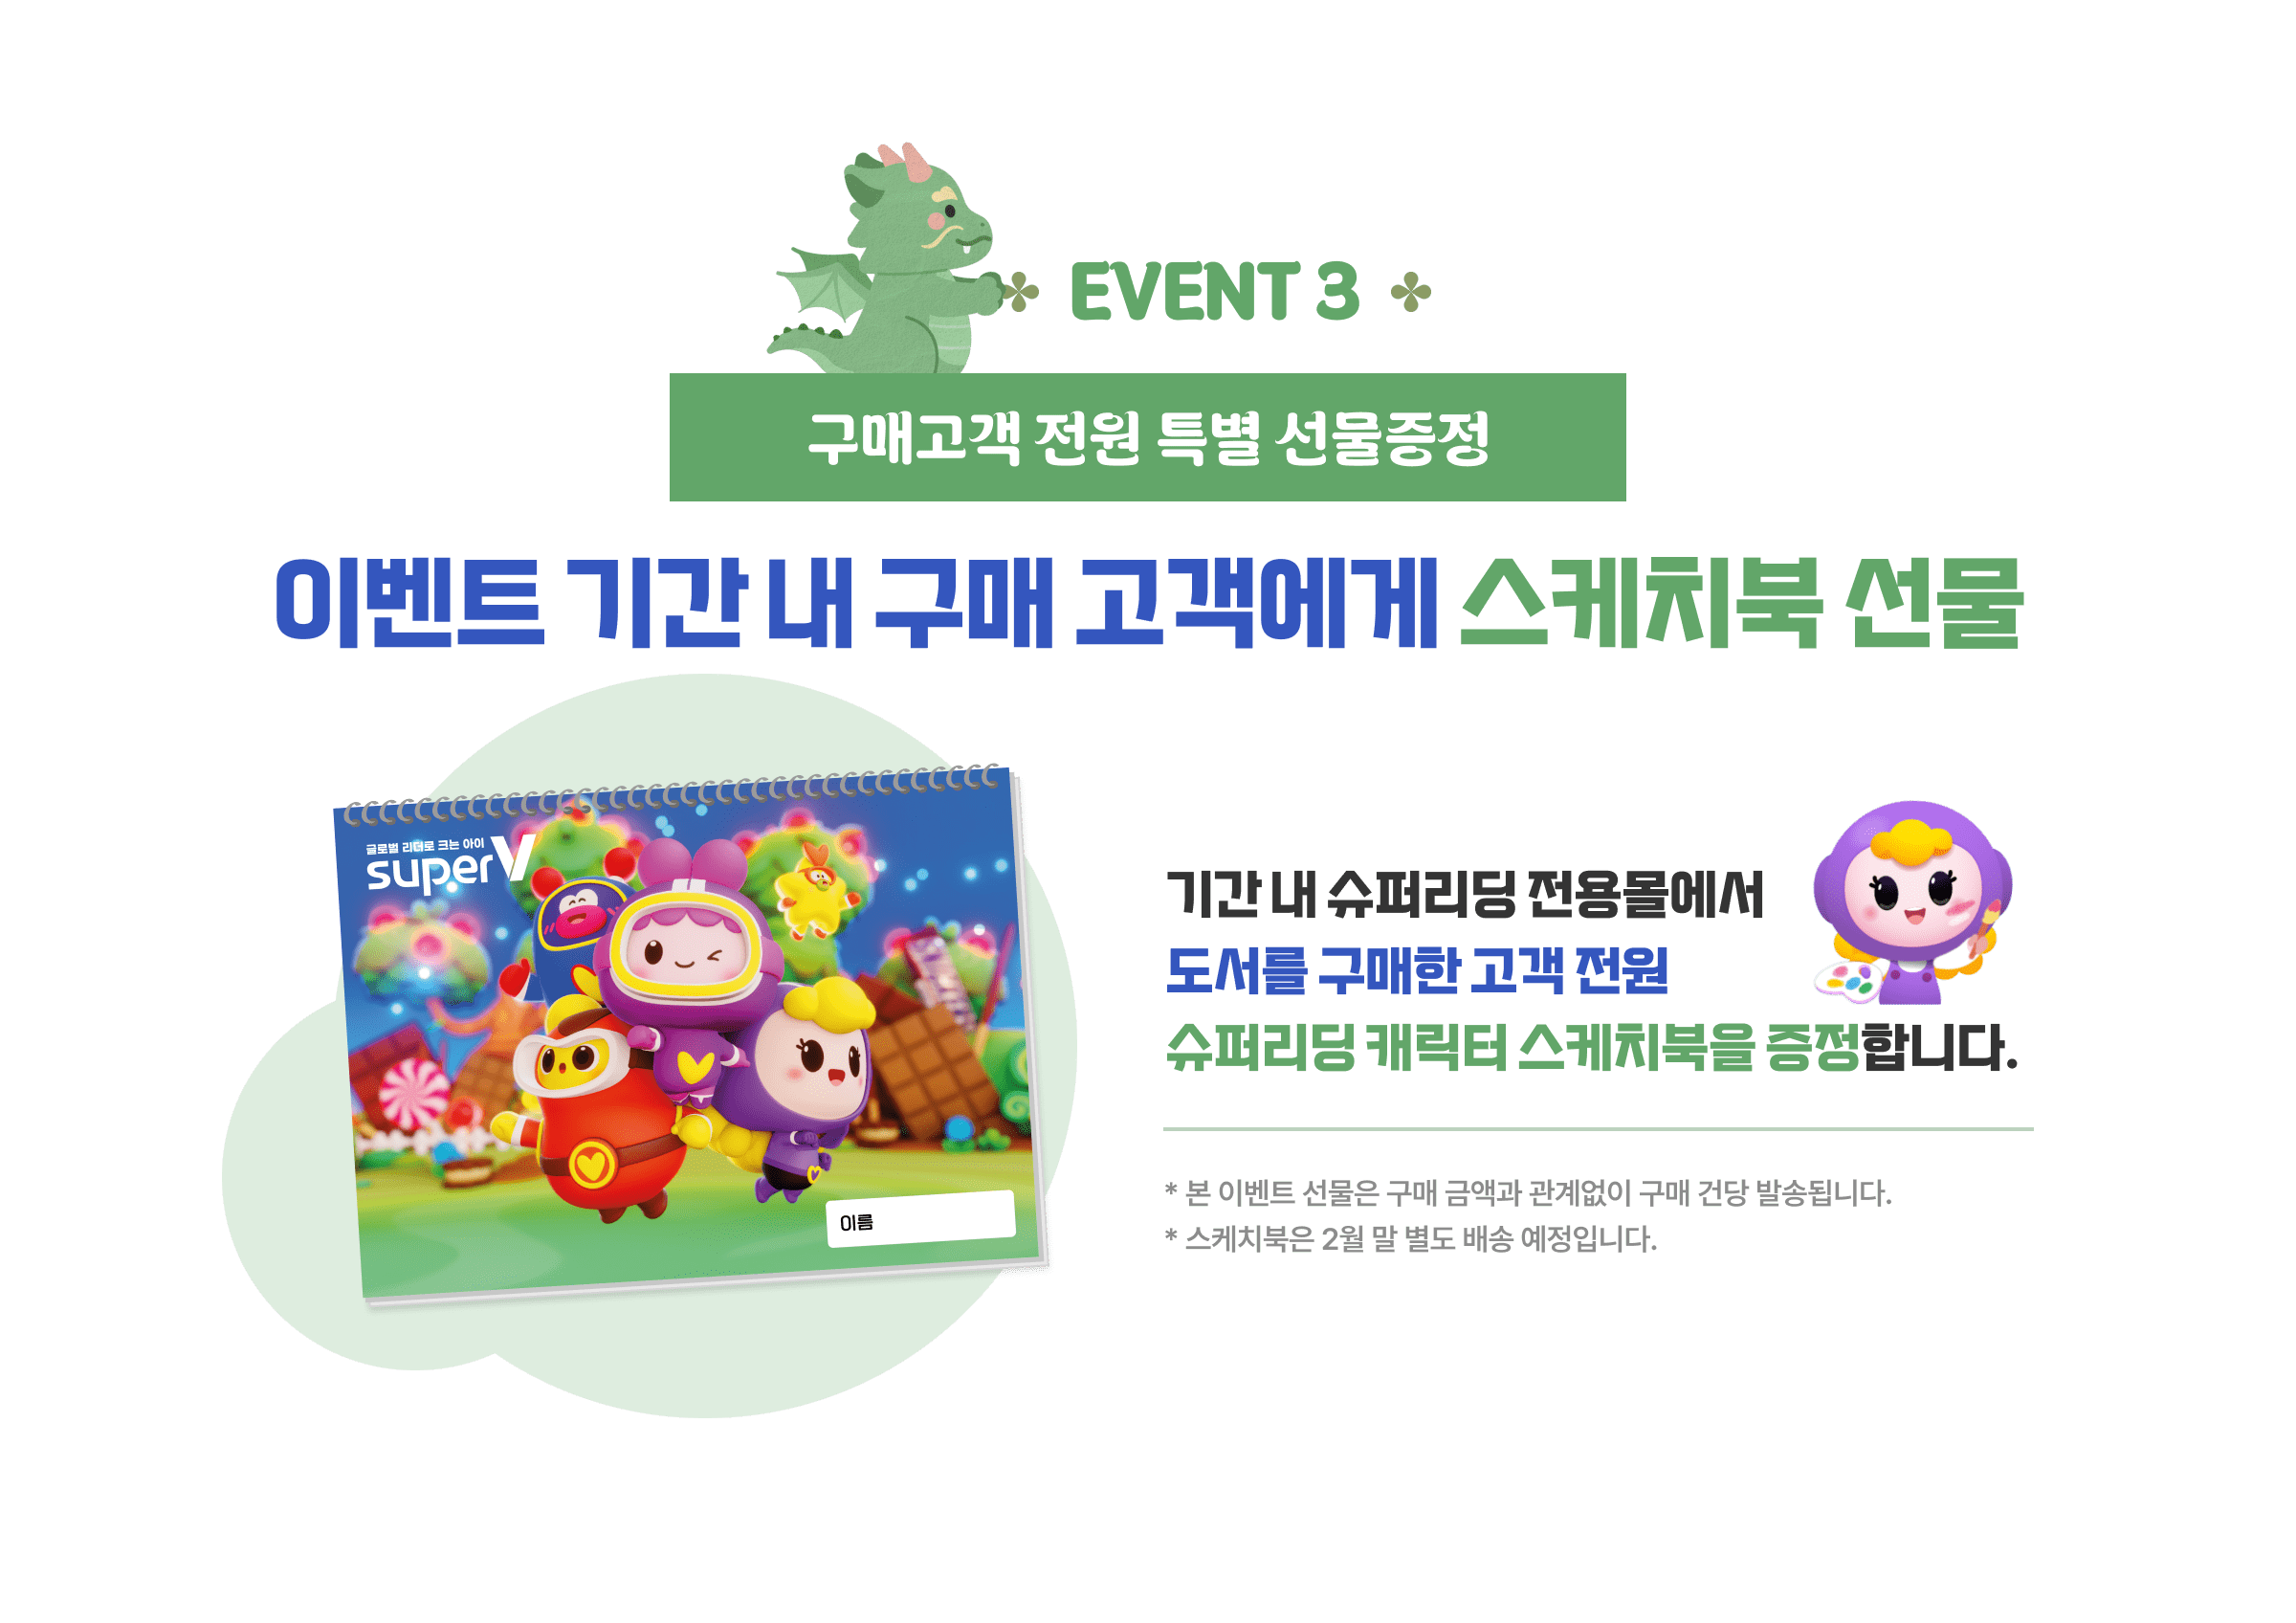 EVENT 3
구매고객 전원 특별 선물증정
이벤트 기간 내 구매 고객에게 스케치북 선물
글로벌 리더로 크는 아이
superV
이름
기간 내 슈퍼리딩 전용몰에서
도서를 구매한 고객 전원
슈퍼리딩 캐릭터 스케치북을 증정합니다.
* 본 이벤트 선물은 구매 금액과 관계없이 구매 건당 발송됩니다.
* 스케치북은 2월 말 별도 배송 예정입니다.